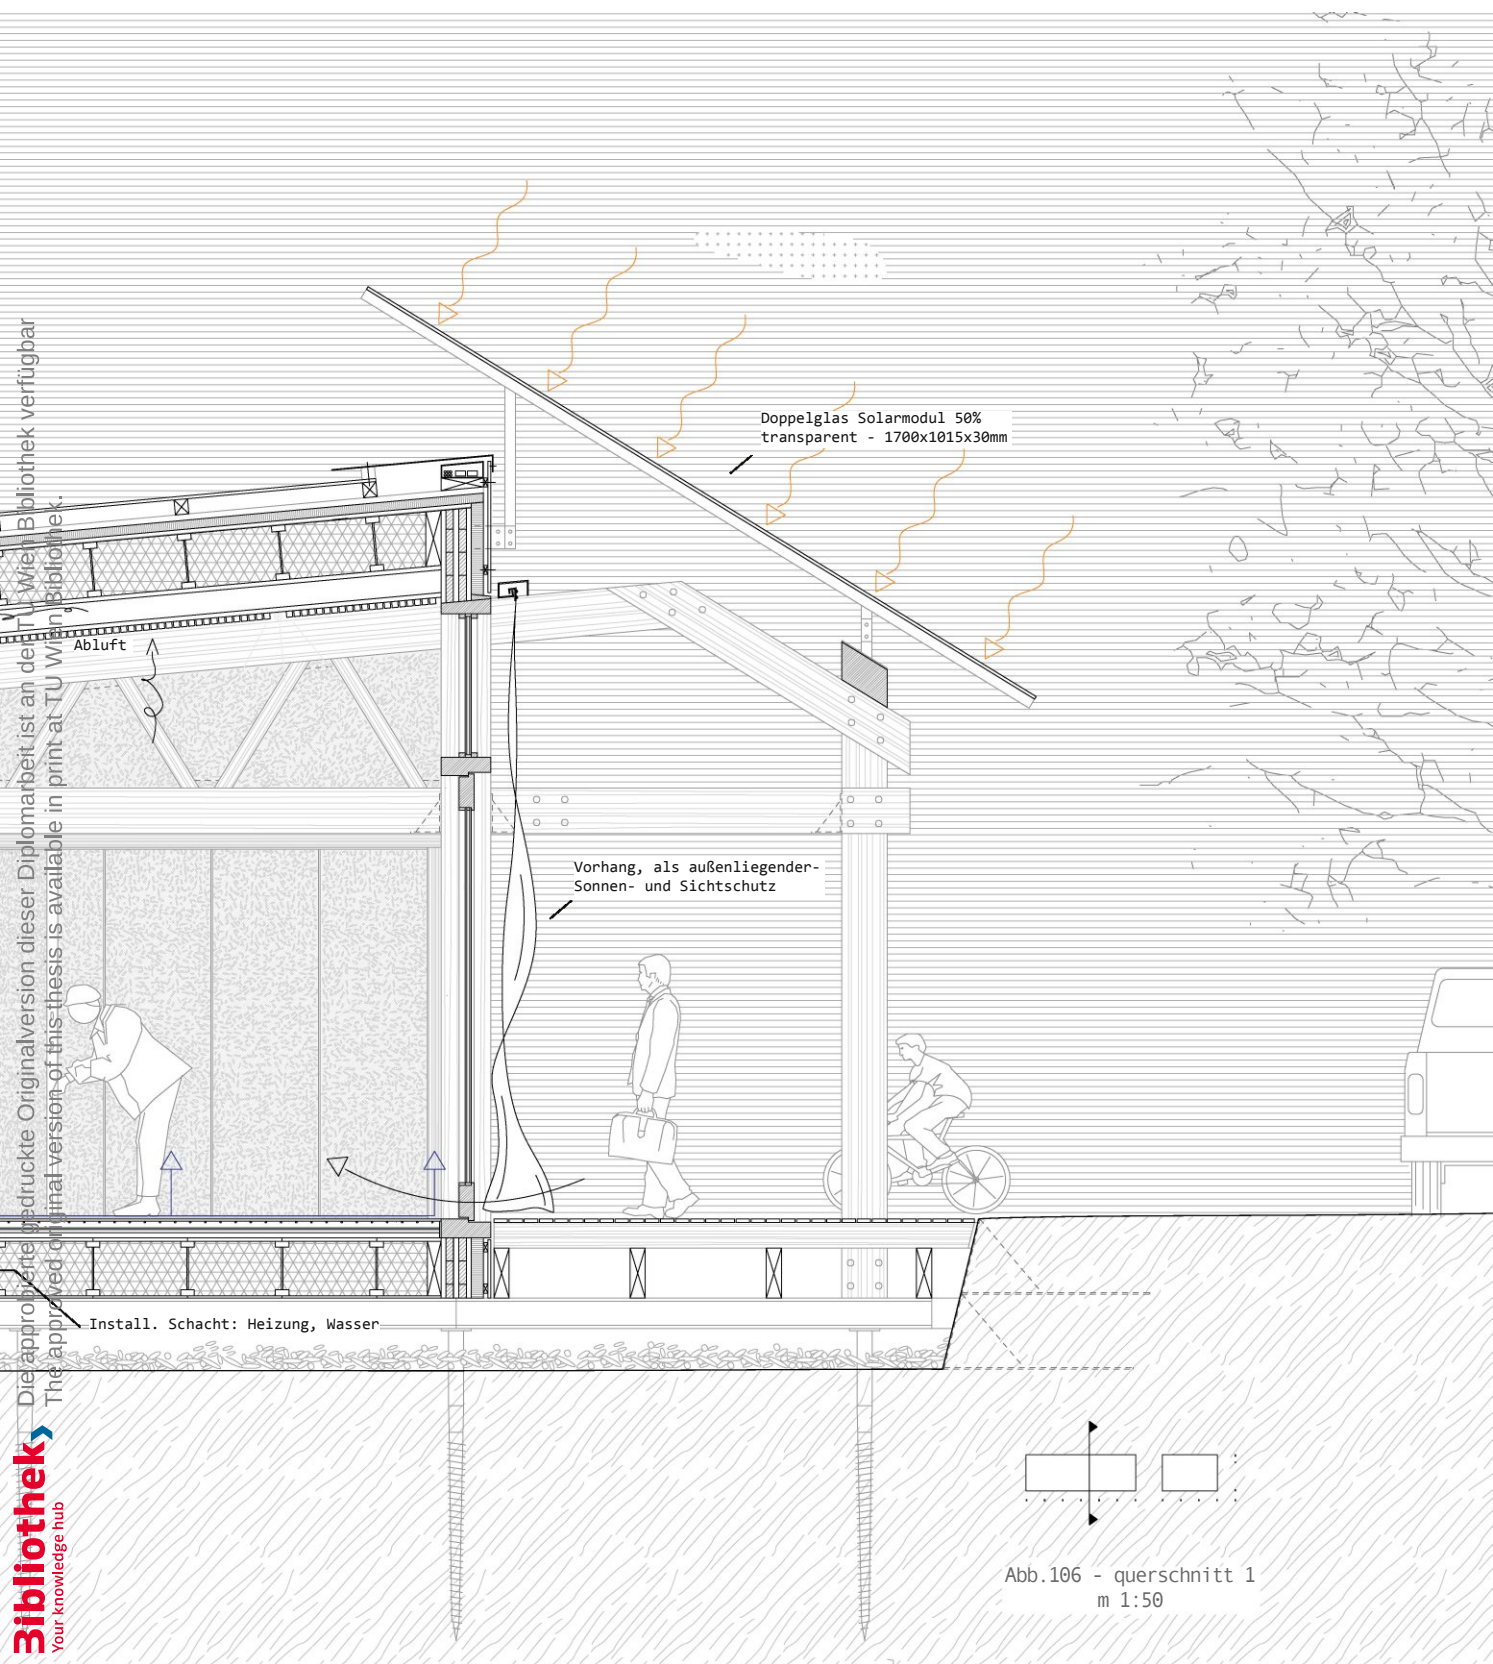 Doppelglas Solarmodul 50%
transparent - 1700x1015x30mm
Abluft
Vorhang, als außenliegender-
Sonnen- und Sichtschutz
Install. Schacht: Heizung, Wasser
Abb.106 - querschnitt 1
m 1:50
Die approbierte gedruckte Originalversion dieser Diplomarbeit ist an der TU Wien Bibliothek verfügbar
The approved original version of this thesis is available in print at TU Wien Bibliothek.
Bibliothek
Your knowledge hub